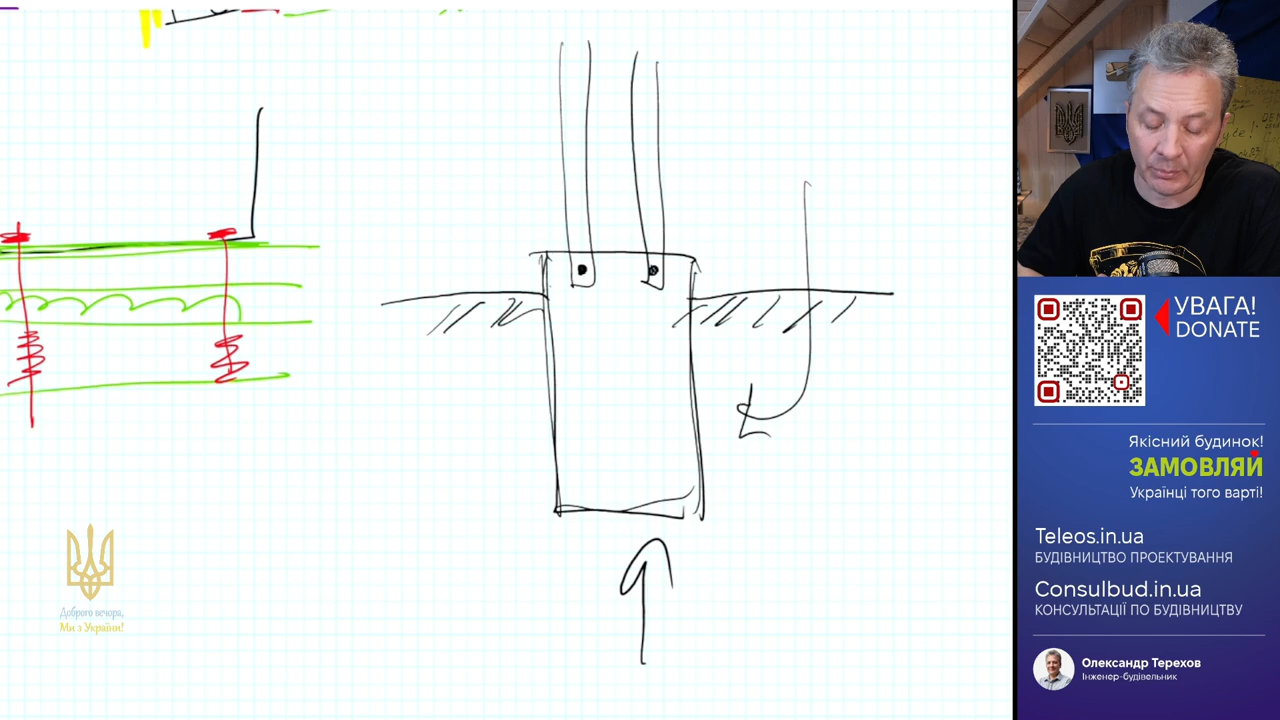 Доброго вечора,
Ми з України!
УВАГА!
DONATE
Якісний будинок!
ЗАМОВЛЯЙ
Українці того варті!
Teleos.in.ua
БУДІВНИЦТВО ПРОЕКТУВАННЯ
Consulbud.in.ua
КОНСУЛЬТАЦІЇ ПО БУДІВНИЦТВУ
Олександр Терехов
Інженер-будівельник